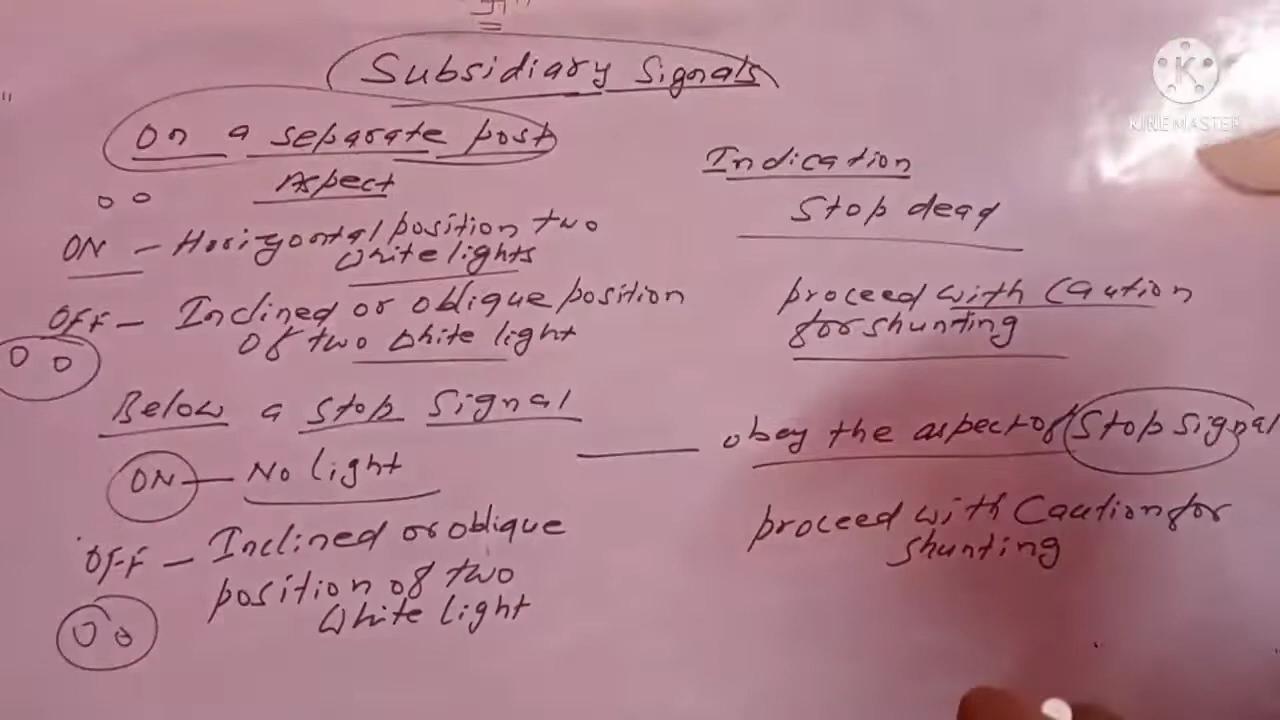 Subsidiary Signals
On a separate post
Aspect
Indication
Stop dead
ON - Horizontal position two
white lights
OFF - Inclined or oblique position
of two white light
proceed with Caution
for shunting
Below a Stop Signal
ON - No light
obey the aspect of Stop Signal
OFF - Inclined or oblique
position of two
white light
proceed with Caution for
shunting
KINEMASTER